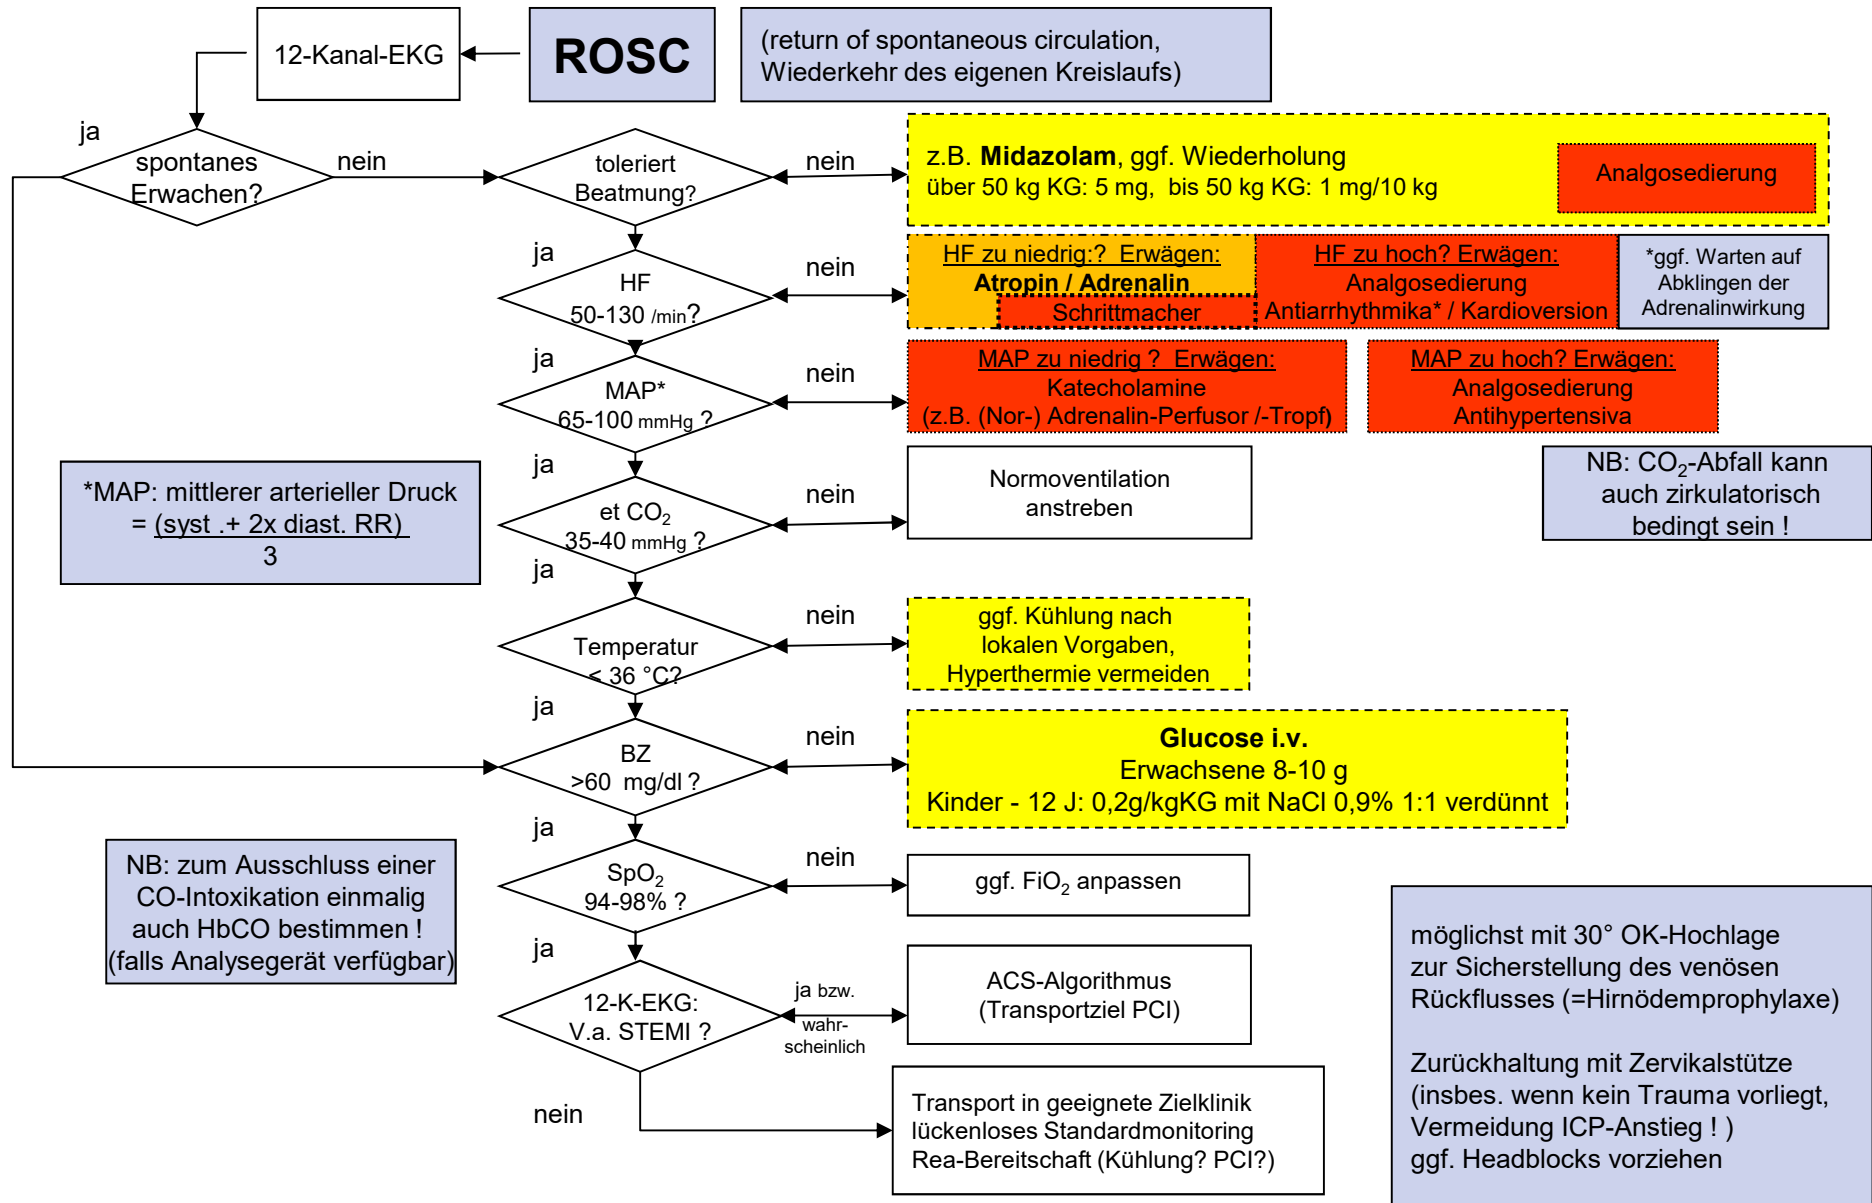 12-Kanal-EKG
ROSC
(return of spontaneous circulation,
Wiederkehr des eigenen Kreislaufs)
ja
spontanes
Erwachen?
nein
toleriert
Beatmung?
nein
z.B. Midazolam, ggf. Wiederholung
über 50 kg KG: 5 mg, bis 50 kg KG: 1 mg/10 kg
Analgosedierung
ja
HF
50-130 /min?
nein
HF zu niedrig:? Erwägen:
Atropin / Adrenalin
Schrittmacher
HF zu hoch? Erwägen:
Analgosedierung
Antiarrhythmika* / Kardioversion
*ggf. Warten auf
Abklingen der
Adrenalinwirkung
ja
MAP*
65-100 mmHg ?
nein
MAP zu niedrig ? Erwägen:
Katecholamine
(z.B. (Nor-) Adrenalin-Perfusor /-Tropf)
MAP zu hoch? Erwägen:
Analgosedierung
Antihypertensiva
*MAP: mittlerer arterieller Druck
= (syst .+ 2x diast. RR)
3
ja
et CO₂
35-40 mmHg ?
nein
Normoventilation
anstreben
NB: CO₂-Abfall kann
auch zirkulatorisch
bedingt sein !
ja
Temperatur
< 36 °C?
nein
ggf. Kühlung nach
lokalen Vorgaben,
Hyperthermie vermeiden
ja
BZ
>60 mg/dl ?
nein
Glucose i.v.
Erwachsene 8-10 g
Kinder - 12 J: 0,2g/kgKG mit NaCl 0,9% 1:1 verdünnt
NB: zum Ausschluss einer
CO-Intoxikation einmalig
auch HbCO bestimmen !
(falls Analysegerät verfügbar)
ja
SpO₂
94-98% ?
nein
ggf. FiO₂ anpassen
ja
12-K-EKG:
V.a. STEMI ?
ja bzw.
wahr-
scheinlich
ACS-Algorithmus
(Transportziel PCI)
nein
Transport in geeignete Zielklinik
lückenloses Standardmonitoring
Rea-Bereitschaft (Kühlung? PCI?)
möglichst mit 30° OK-Hochlage
zur Sicherstellung des venösen
Rückflusses (=Hirnödemprophylaxe)
Zurückhaltung mit Zervikalstütze
(insbes. wenn kein Trauma vorliegt,
Vermeidung ICP-Anstieg ! )
ggf. Headblocks vorziehen